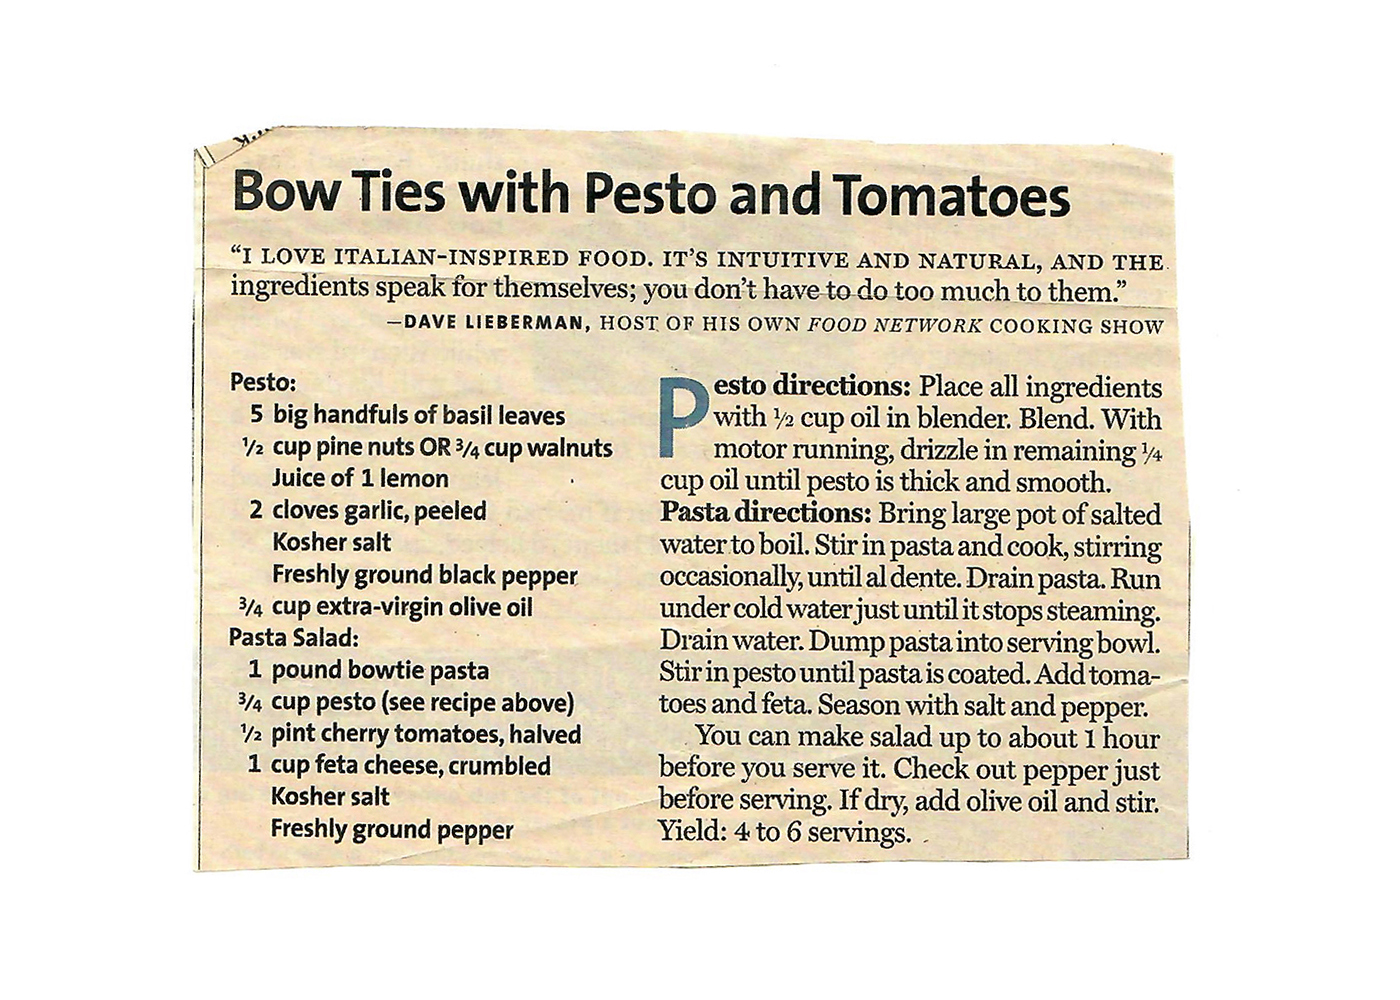 Bow Ties with Pesto and Tomatoes
“I LOVE ITALIAN-INSPIRED FOOD. IT’S INTUITIVE AND NATURAL, AND THE
ingredients speak for themselves; you don’t have to do too much to them.”
—DAVE LIEBERMAN, HOST OF HIS OWN FOOD NETWORK COOKING SHOW
Pesto:
5 big handfuls of basil leaves
½ cup pine nuts OR ¾ cup walnuts
Juice of 1 lemon
2 cloves garlic, peeled
Kosher salt
Freshly ground black pepper
¾ cup extra-virgin olive oil
Pasta Salad:
1 pound bowtie pasta
¾ cup pesto (see recipe above)
½ pint cherry tomatoes, halved
1 cup feta cheese, crumbled
Kosher salt
Freshly ground pepper
Pesto directions: Place all ingredients
with ½ cup oil in blender. Blend. With
motor running, drizzle in remaining ¼
cup oil until pesto is thick and smooth.
Pasta directions: Bring large pot of salted
water to boil. Stir in pasta and cook, stirring
occasionally, until al dente. Drain pasta. Run
under cold water just until it stops steaming.
Drain water. Dump pasta into serving bowl.
Stir in pesto until pasta is coated. Add toma-
toes and feta. Season with salt and pepper.
You can make salad up to about 1 hour
before you serve it. Check out pepper just
before serving. If dry, add olive oil and stir.
Yield: 4 to 6 servings.